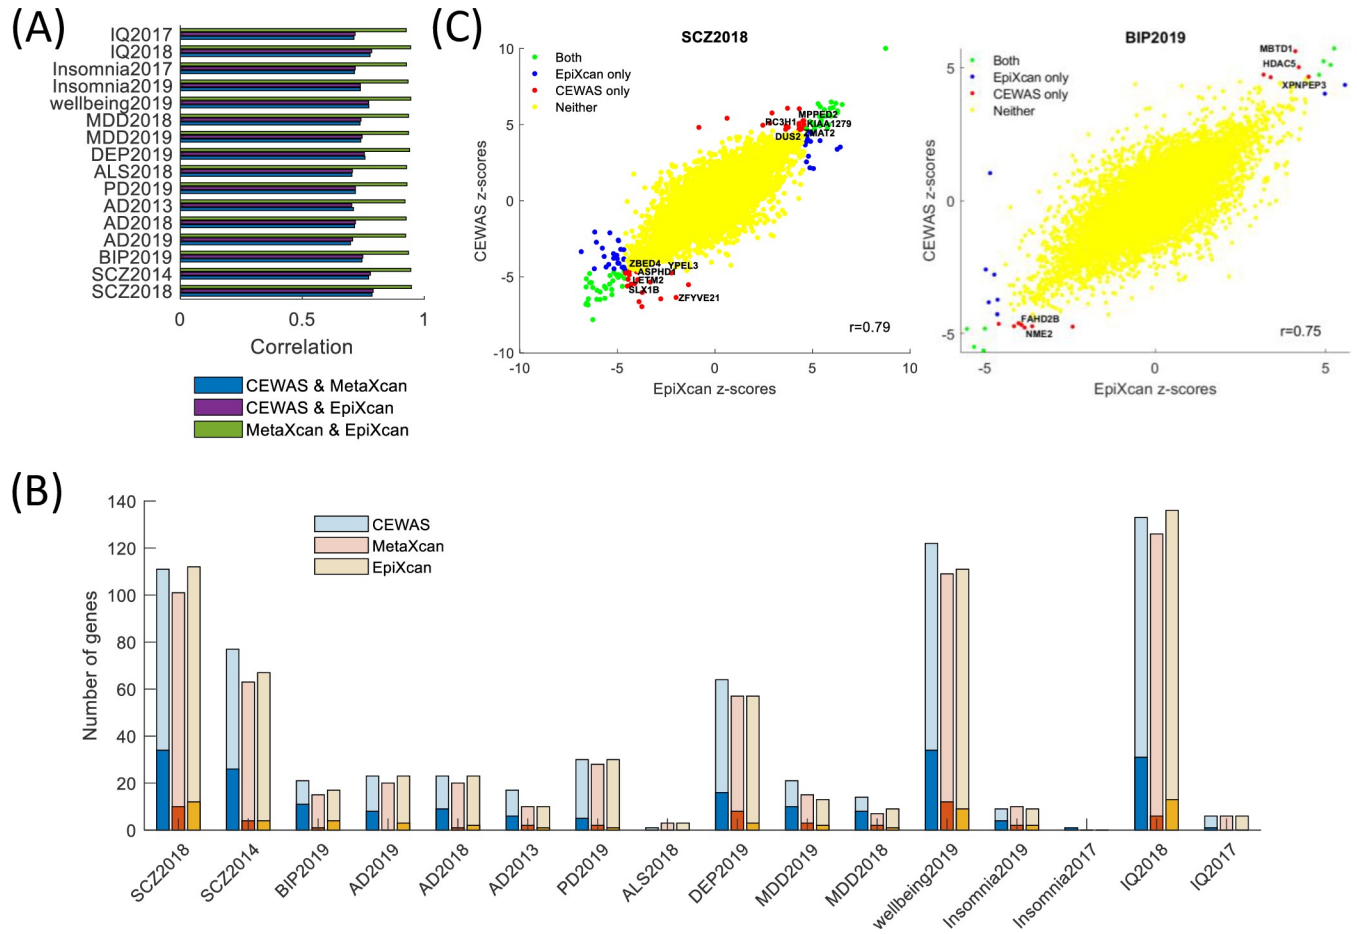 (A)
IQ2017
IQ2018
Insomnia2017
Insomnia2019
wellbeing2019
MDD2018
MDD2019
DEP2019
ALS2018
PD2019
AD2013
AD2018
AD2019
BIP2019
SCZ2014
SCZ2018
0 0.5 1
Correlation
CEWAS & MetaXcan
CEWAS & EpiXcan
MetaXcan & EpiXcan
(C)
SCZ2018
Both
EpiXcan only
CEWAS only
Neither
10
5
0
-5
-10
CEWAS z-scores
MPPED2
RC3H1
KIAA1279
DUS2
ZMAT2
ZBED4
YPEL3
ASPHD1
LETM2
SLX1B
ZFYVE21
r=0.79
-10 -5 0 5 10
EpiXcan z-scores
BIP2019
Both
EpiXcan only
CEWAS only
Neither
5
0
-5
CEWAS z-scores
MBTD1
HDAC5
XPNPEP3
FAHD2B
NME2
r=0.75
-5 0 5
EpiXcan z-scores
(B)
140
120
100
80
60
40
20
0
Number of genes
CEWAS
MetaXcan
EpiXcan
SCZ2018
SCZ2014
BIP2019
AD2019
AD2018
AD2013
PD2019
ALS2018
DEP2019
MDD2019
MDD2018
wellbeing2019
Insomnia2019
Insomnia2017
IQ2018
IQ2017